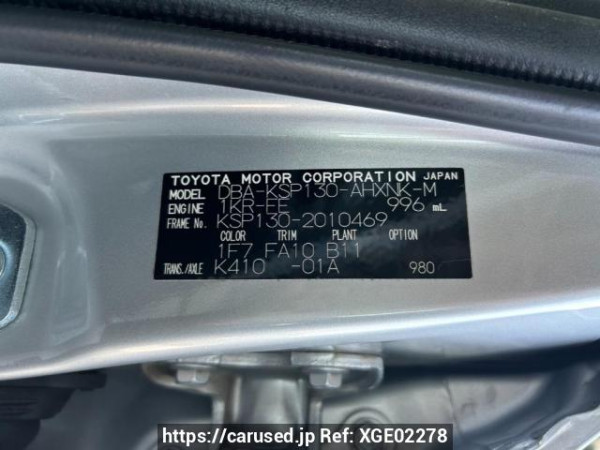 TOYOTA MOTOR CORPORATION JAPAN
MODEL DBA-KSP130-AHXNK-M
ENGINE 1KR-FE 996 mL
FRAME No. KSP130-2010469
COLOR TRIM PLANT OPTION
1F7 FA10 B11
TRANS./AXLE K410 -01A 980
https://carused.jp Ref: XGE02278